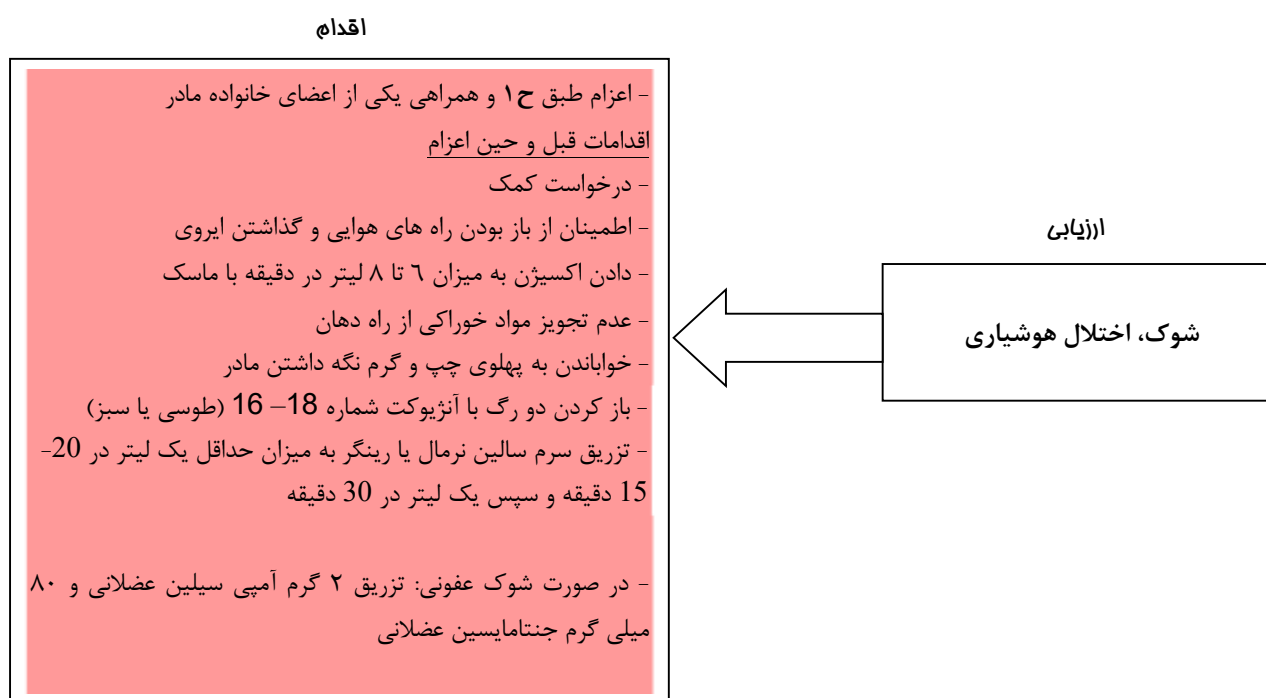 اقدام
- اعزام طبق ح۱ و همراهی یکی از اعضای خانواده مادر
اقدامات قبل و حین اعزام
- درخواست کمک
- اطمینان از باز بودن راه های هوایی و گذاشتن ایروی
- دادن اکسیژن به میزان ٦ تا ۸ لیتر در دقیقه با ماسک
- عدم تجویز مواد خوراکی از راه دهان
- خواباندن به پهلوی چپ و گرم نگه داشتن مادر
- باز کردن دو رگ با آنژیوکت شماره 18– 16 (طوسی یا سبز)
- تزریق سرم سالین نرمال یا رینگر به میزان حداقل یک لیتر در 20-
15 دقیقه و سپس یک لیتر در 30 دقیقه
- در صورت شوک عفونی: تزریق ۲ گرم آمپی سیلین عضلانی و ۸۰
میلی گرم جنتامایسین عضلانی
ارزیابی
شوک، اختلال هوشیاری